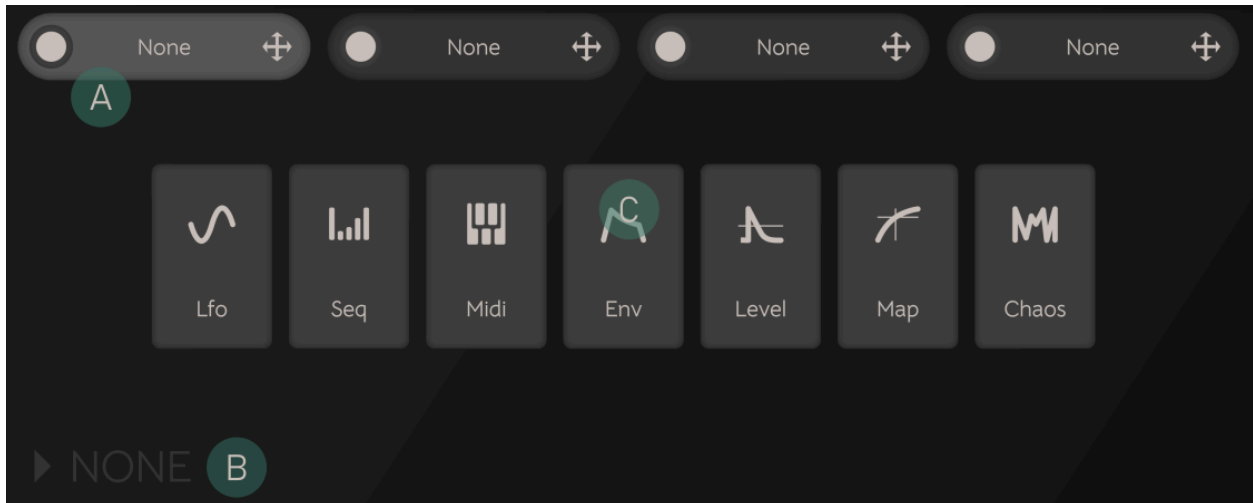 None None None None
A
C
Lfo Seq Midi Env Level Map Chaos
NONE B